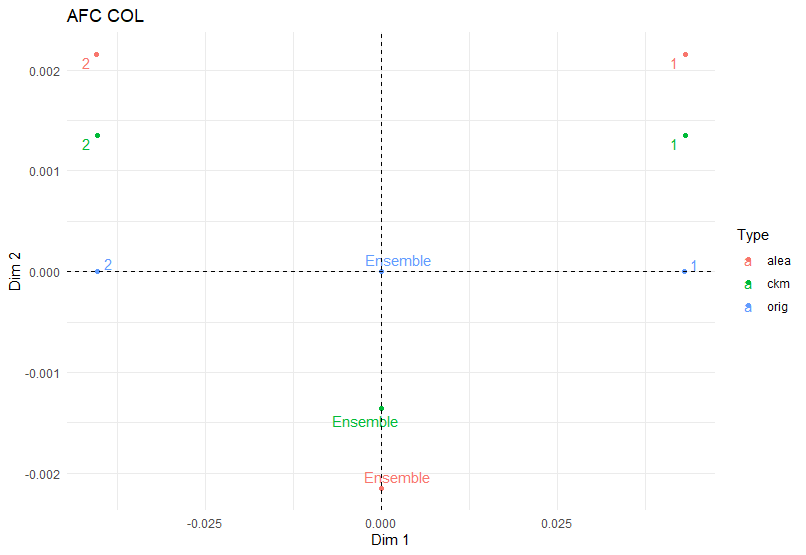 AFC COL
2
1
0.002
2
1
0.001
2
Ensemble
1
0.000
-0.001
Ensemble
Ensemble
-0.002
-0.025
0.000
0.025
Dim 1
Dim 2
Type
a alea
a ckm
a orig